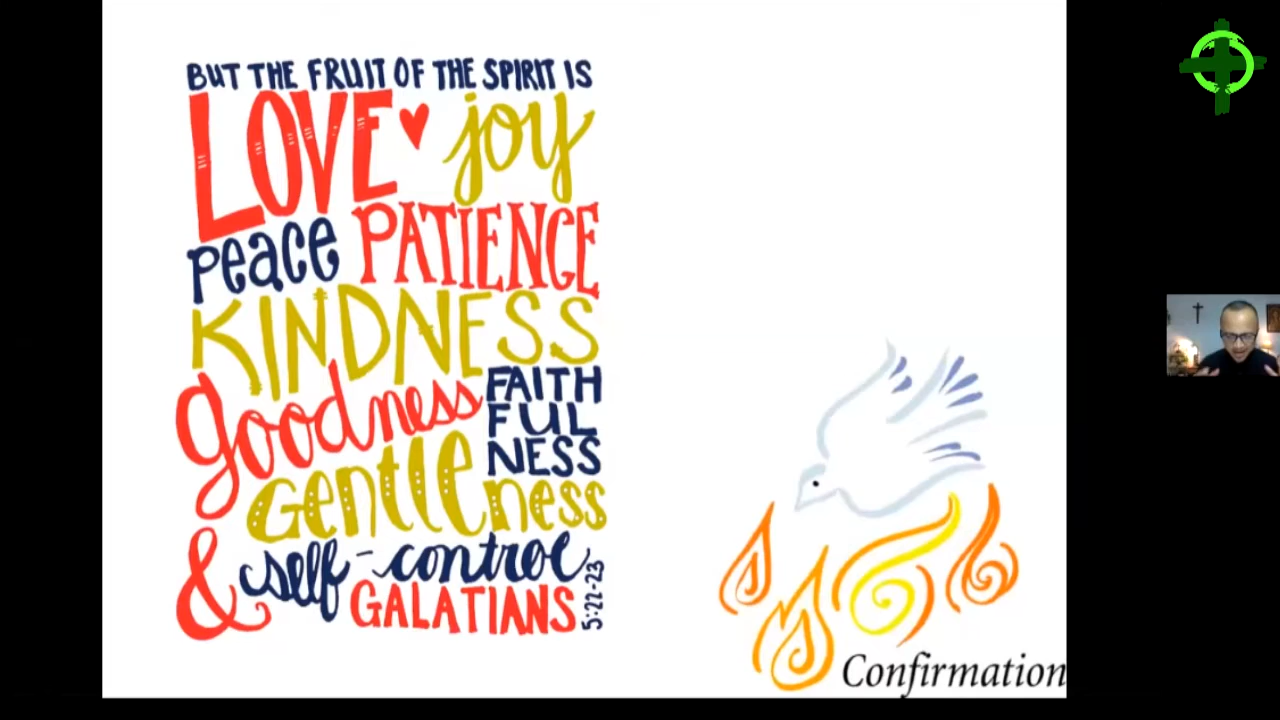 BUT THE FRUIT OF THE SPIRIT IS
LOVE joy
peace PATIENCE
KINDNESS
goodness FAITH
FUL
NESS
Gentleness
& self-control
GALATIANS 5:22-23
Confirmation